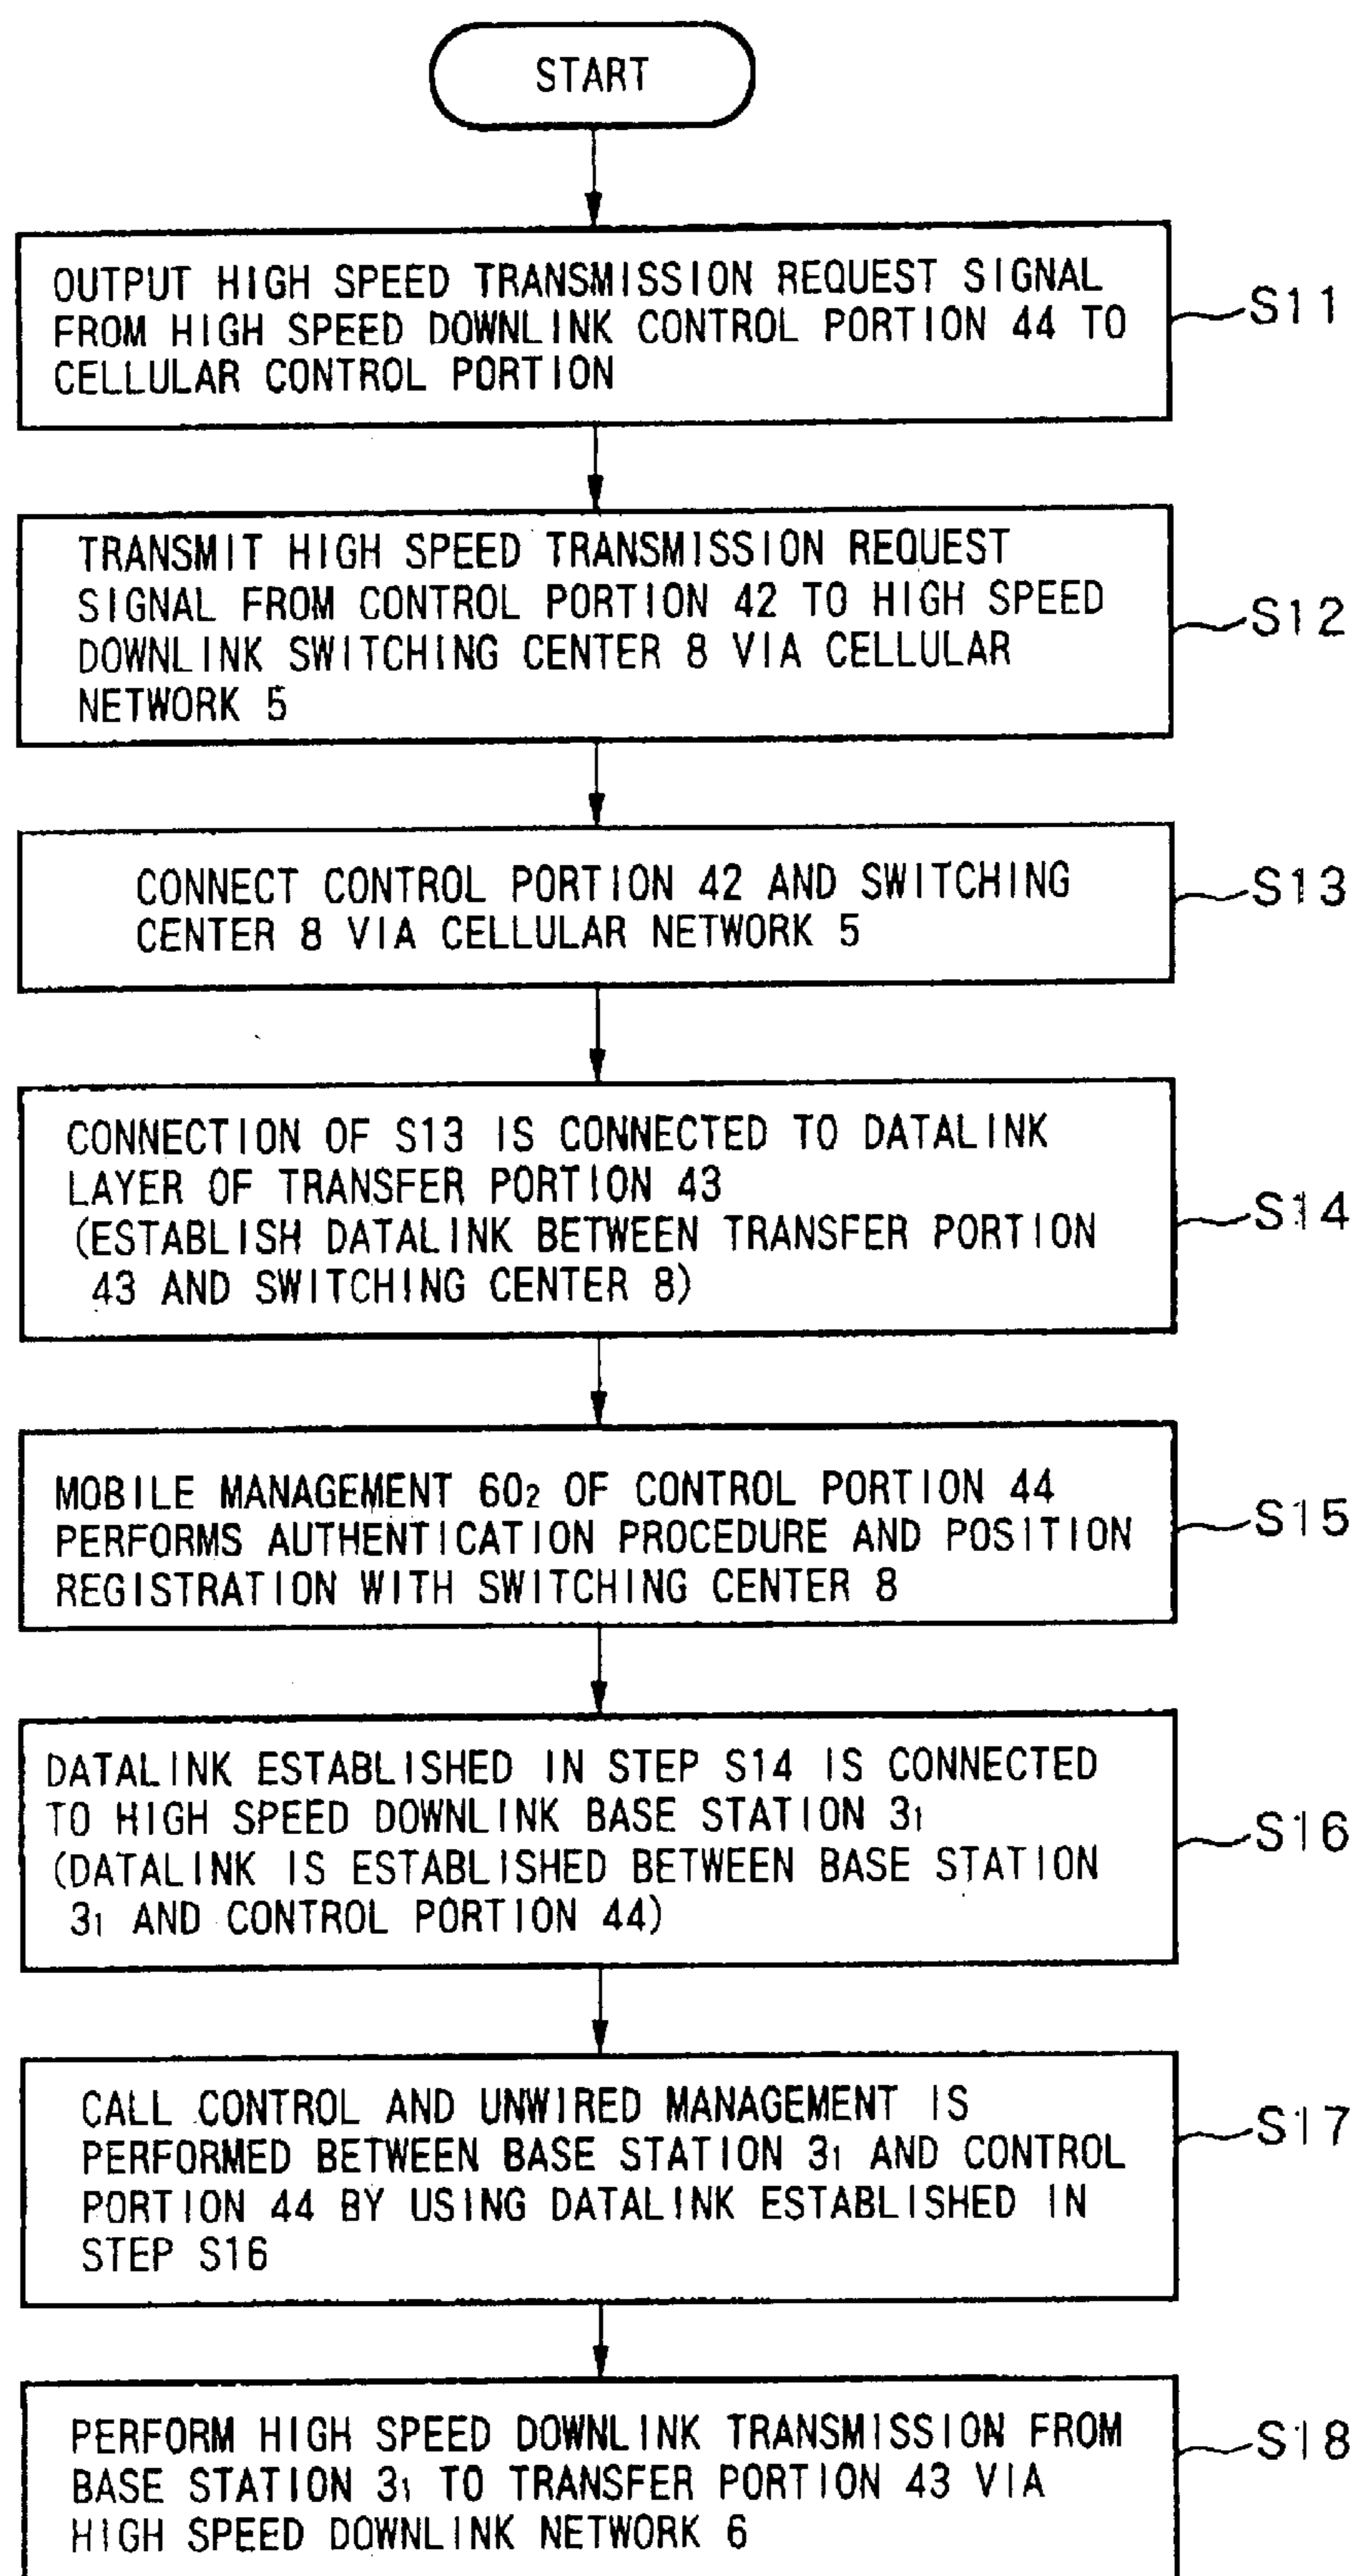 START
OUTPUT HIGH SPEED TRANSMISSION REQUEST SIGNAL
FROM HIGH SPEED DOWNLINK CONTROL PORTION 44 TO
CELLULAR CONTROL PORTION
S11
TRANSMIT HIGH SPEED TRANSMISSION REQUEST
SIGNAL FROM CONTROL PORTION 42 TO HIGH SPEED
DOWNLINK SWITCHING CENTER 8 VIA CELLULAR
NETWORK 5
S12
CONNECT CONTROL PORTION 42 AND SWITCHING
CENTER 8 VIA CELLULAR NETWORK 5
S13
CONNECTION OF S13 IS CONNECTED TO DATALINK
LAYER OF TRANSFER PORTION 43
(ESTABLISH DATALINK BETWEEN TRANSFER PORTION
43 AND SWITCHING CENTER 8)
S14
MOBILE MANAGEMENT 60₂ OF CONTROL PORTION 44
PERFORMS AUTHENTICATION PROCEDURE AND POSITION
REGISTRATION WITH SWITCHING CENTER 8
S15
DATALINK ESTABLISHED IN STEP S14 IS CONNECTED
TO HIGH SPEED DOWNLINK BASE STATION 3₁
(DATALINK IS ESTABLISHED BETWEEN BASE STATION
3₁ AND CONTROL PORTION 44)
S16
CALL CONTROL AND UNWIRED MANAGEMENT IS
PERFORMED BETWEEN BASE STATION 3₁ AND CONTROL
PORTION 44 BY USING DATALINK ESTABLISHED IN
STEP S16
S17
PERFORM HIGH SPEED DOWNLINK TRANSMISSION FROM
BASE STATION 3₁ TO TRANSFER PORTION 43 VIA
HIGH SPEED DOWNLINK NETWORK 6
S18